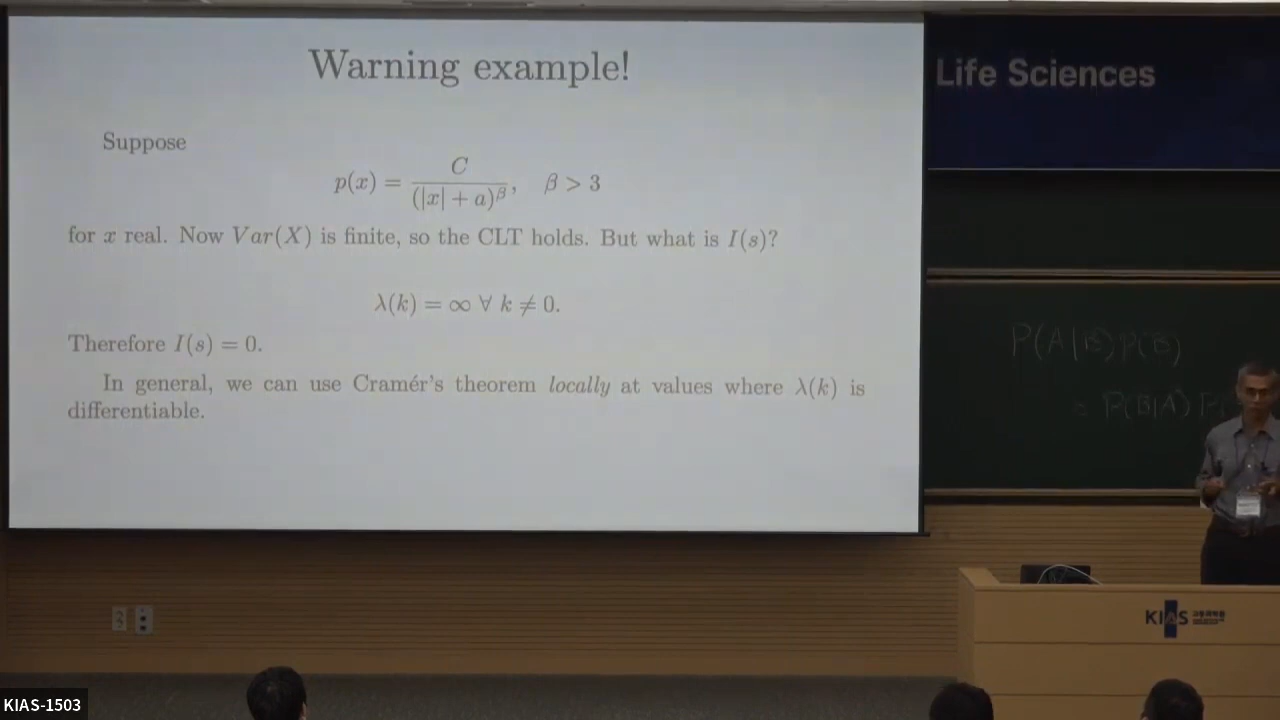 Warning example!
Suppose
p(x) = C / (|x| + a)^β, β > 3
for x real. Now Var(X) is finite, so the CLT holds. But what is I(s)?
λ(k) = ∞ ∀ k ≠ 0.
Therefore I(s) = 0.
In general, we can use Cramér's theorem locally at values where λ(k) is
differentiable.
Life Sciences
P(A|B)P(B)
= P(B|A)
KIAS
KIAS-1503